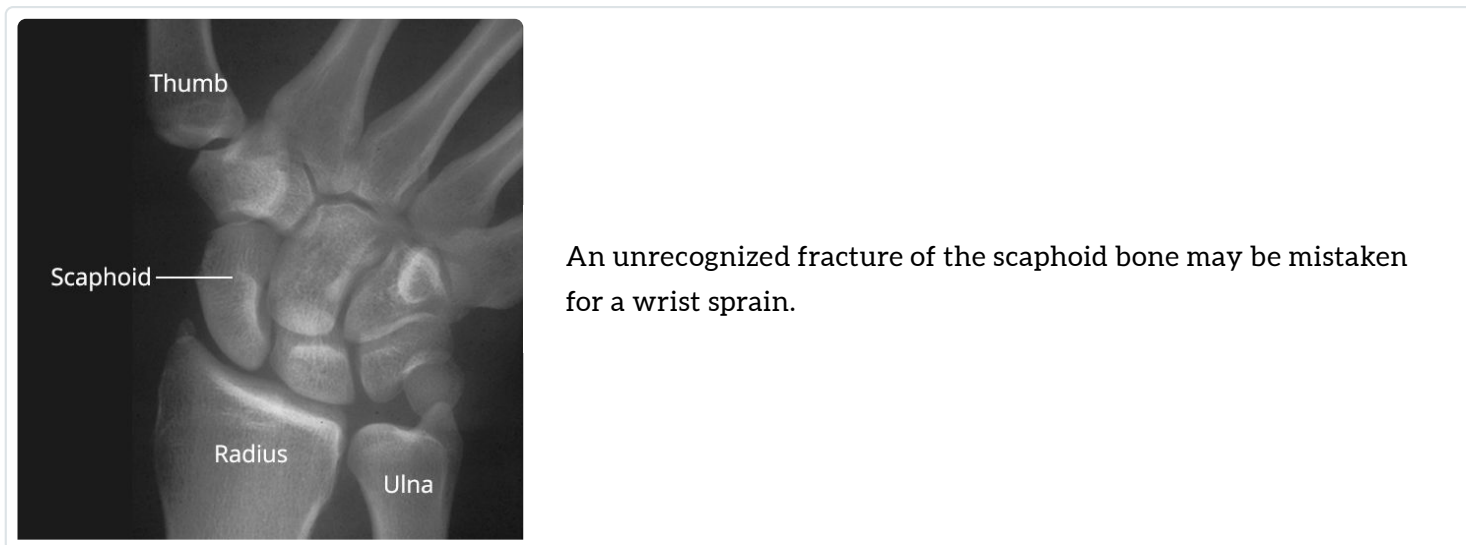 Thumb
Scaphoid
Radius
Ulna
An unrecognized fracture of the scaphoid bone may be mistaken
for a wrist sprain.